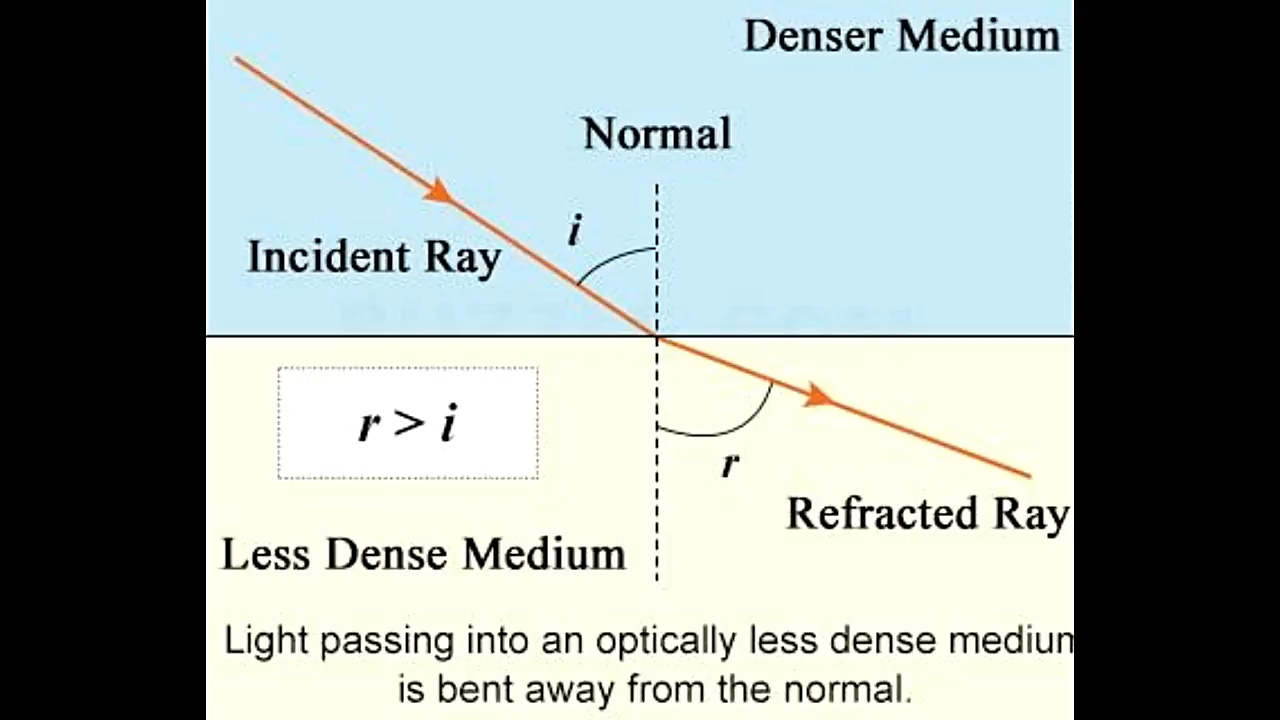 Denser Medium
Normal
i
Incident Ray
r > i
r
Refracted Ray
Less Dense Medium
Light passing into an optically less dense medium
is bent away from the normal.